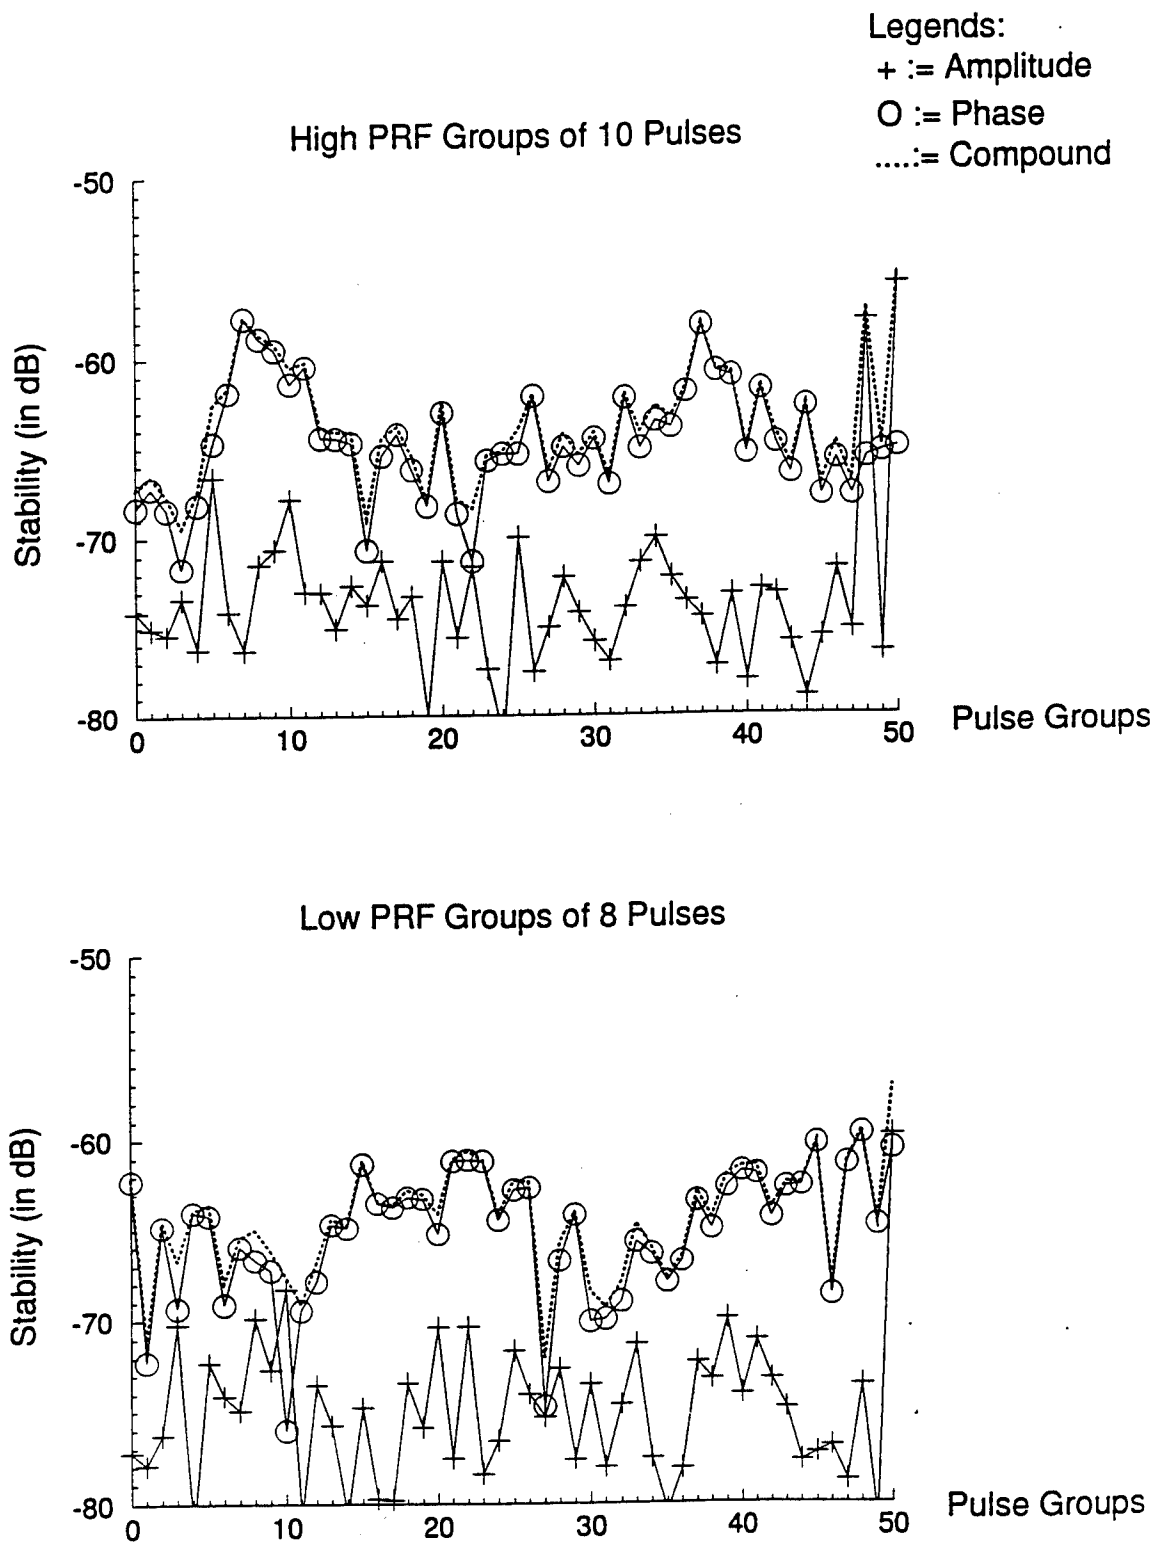 Legends:
+ := Amplitude
O := Phase
....:= Compound
High PRF Groups of 10 Pulses
Stability (in dB)
-50
-60
-70
-80
0 10 20 30 40 50
Pulse Groups
Low PRF Groups of 8 Pulses
Stability (in dB)
-50
-60
-70
-80
0 10 20 30 40 50
Pulse Groups